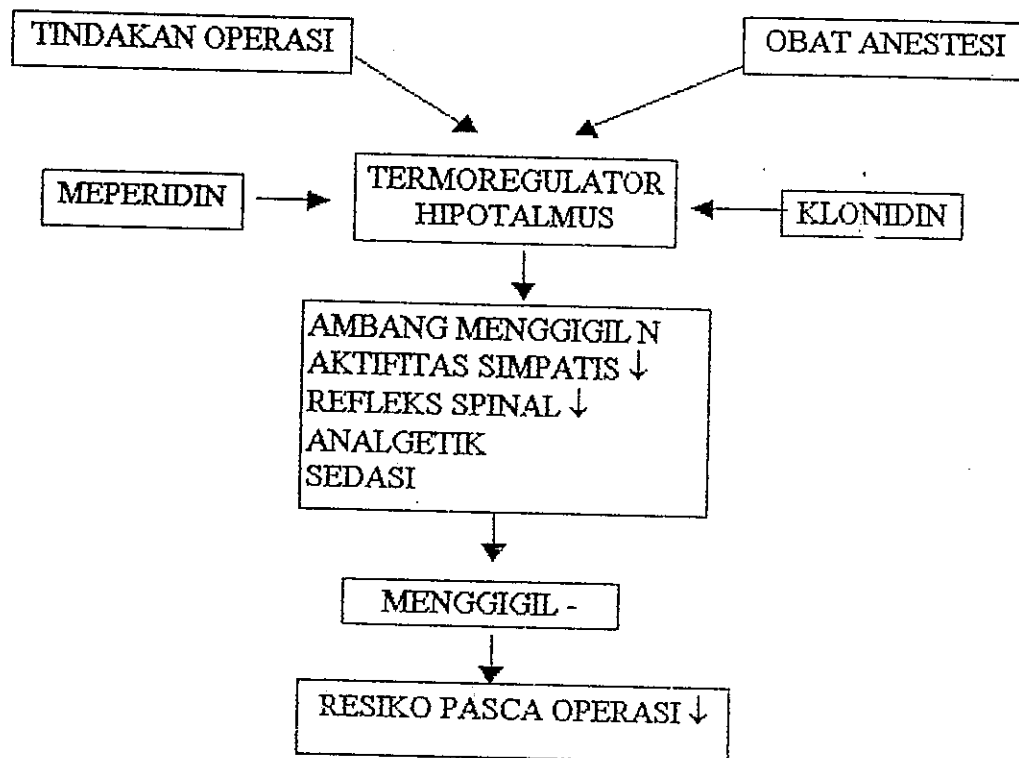 TINDAKAN OPERASI
OBAT ANESTESI
MEPERIDIN
TERMOREGULATOR
HIPOTALMUS
KLONIDIN
AMBANG MENGGIGIL N
AKTIFITAS SIMPATIS ↓
REFLEKS SPINAL ↓
ANALGETIK
SEDASI
MENGGIGIL -
RESIKO PASCA OPERASI ↓